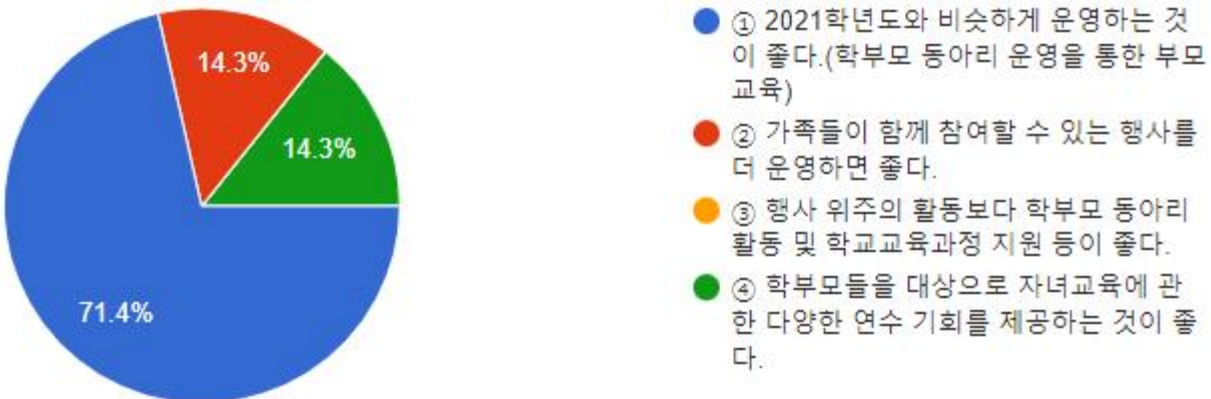 14.3%
14.3%
71.4%
① 2021학년도와 비슷하게 운영하는 것
이 좋다.(학부모 동아리 운영을 통한 부모
교육)
② 가족들이 함께 참여할 수 있는 행사를
더 운영하면 좋다.
③ 행사 위주의 활동보다 학부모 동아리
활동 및 학교교육과정 지원 등이 좋다.
④ 학부모들을 대상으로 자녀교육에 관
한 다양한 연수 기회를 제공하는 것이 좋
다.